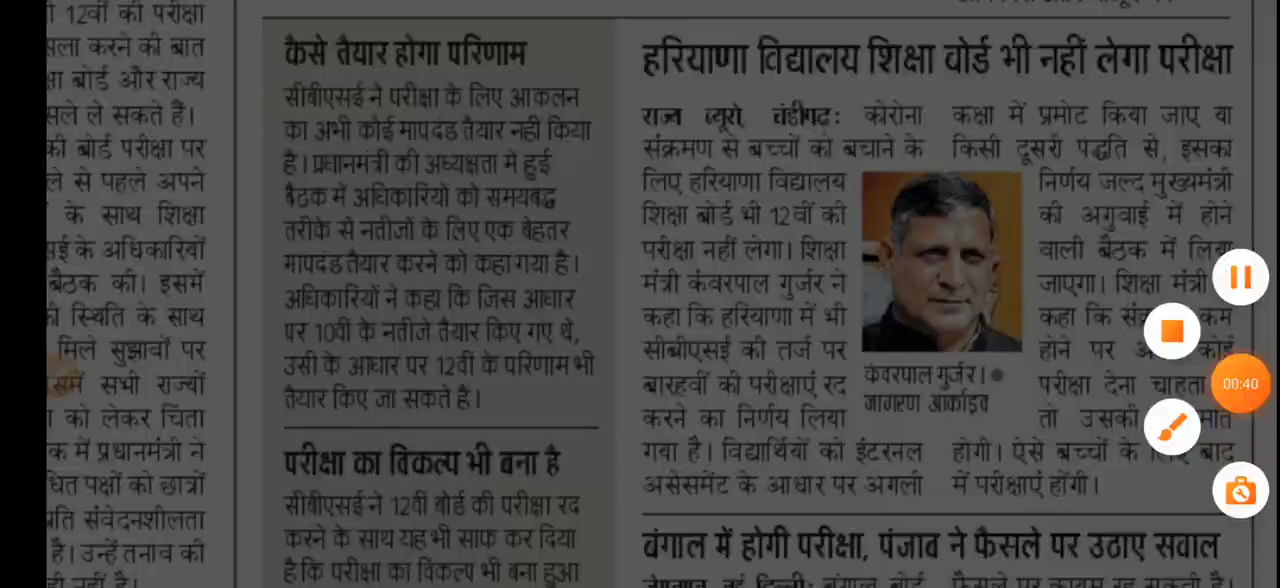 12वीं की परीक्षा
करने की बात
बोर्ड और राज्य
ले सकते हैं।
की बोर्ड परीक्षा पर
से पहले अपने
के साथ शिक्षा
के अधिकारियों
बैठक की। इसमें
स्थिति के साथ
मिले सुझावों पर
सभी राज्यों
को लेकर चिंता
में प्रधानमंत्री ने
पक्षों को छात्रों
संवेदनशीलता
है। उन्हें तनाव की
नहीं है।
कैसे तैयार होगा परिणाम
सीबीएसई ने परीक्षा के लिए आकलन
का अभी कोई मापदंड तैयार नहीं किया
है। प्रधानमंत्री की अध्यक्षता में हुई
बैठक में अधिकारियों को समयबद्ध
तरीके से नतीजों के लिए एक बेहतर
मापदंड तैयार करने को कहा गया है।
अधिकारियों ने कहा कि जिस आधार
पर 10वीं के नतीजे तैयार किए गए थे,
उसी के आधार पर 12वीं के परिणाम भी
तैयार किए जा सकते है।
परीक्षा का विकल्प भी बना है
सीबीएसई ने 12वीं बोर्ड की परीक्षा रद
करने के साथ यह भी साफ कर दिया
है कि परीक्षा का विकल्प भी बना हुआ
हरियाणा विद्यालय शिक्षा बोर्ड भी नहीं लेगा परीक्षा
राज्य ब्यूरो, चंडीगढ़: कोरोना
संक्रमण से बच्चों को बचाने के
लिए हरियाणा विद्यालय
शिक्षा बोर्ड भी 12वीं की
परीक्षा नहीं लेगा। शिक्षा
मंत्री कंवरपाल गुर्जर ने
कहा कि हरियाणा में भी
सीबीएसई की तर्ज पर
बारहवीं की परीक्षाएं रद
करने का निर्णय लिया
गया है। विद्यार्थियों को इंटरनल
असेसमेंट के आधार पर अगली
कंवरपाल गुर्जर। ●
जागरण आर्काइव
कक्षा में प्रमोट किया जाए या
किसी दूसरी पद्धति से, इसका
निर्णय जल्द मुख्यमंत्री
की अगुवाई में होने
वाली बैठक में लिया
जाएगा। शिक्षा मंत्री
कहा कि कम
होने पर कोई
परीक्षा देना चाहता
तो उसकी
होगी। ऐसे बच्चों के लिए बाद
में परीक्षाएं होंगी।
बंगाल में होगी परीक्षा, पंजाब ने फैसले पर उठाए सवाल
00:40